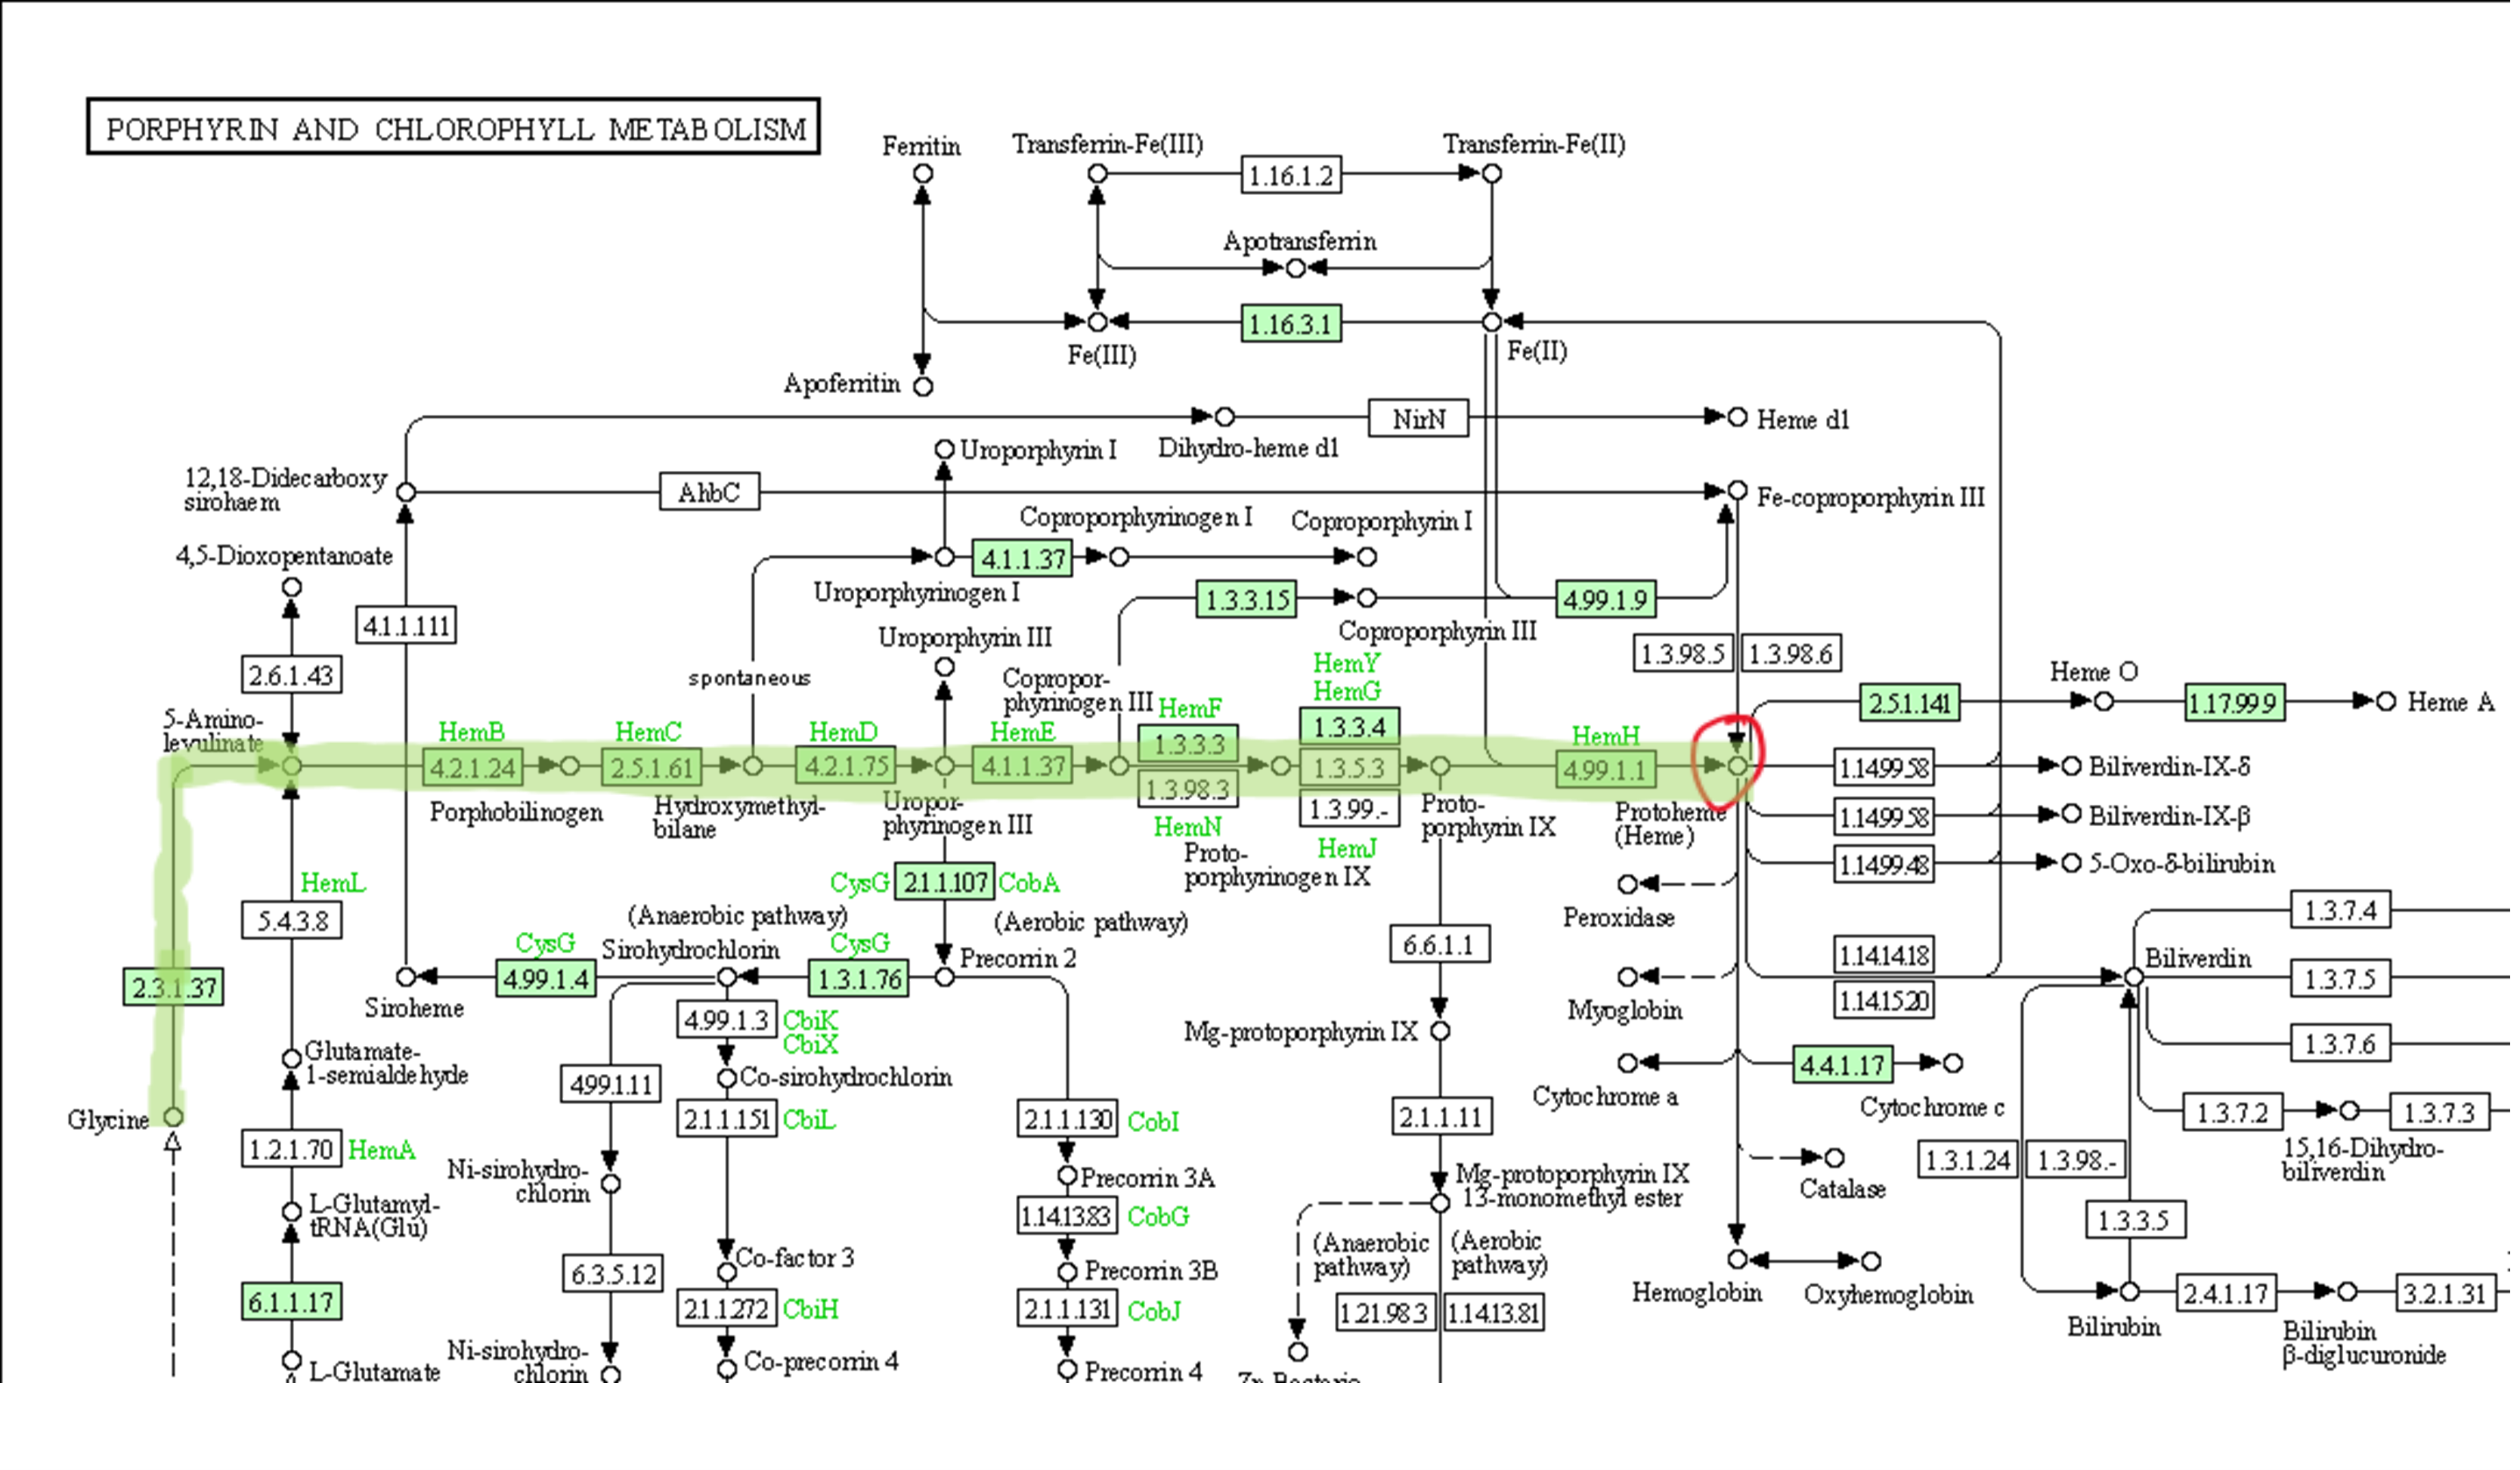 PORPHYRIN AND CHLOROPHYLL METABOLISM
Ferritin
Transferrin-Fe(III)
1.16.1.2
Transferrin-Fe(II)
Apotransferrin
1.16.3.1
Fe(III)
Fe(II)
Apoferritin
NirN
Heme d1
Dihydro-heme d1
Uroporphyrin I
12,18-Didecarboxy
sirohaem
AhbC
Fe-coproporphyrin III
Coproporphyrinogen I
Coproporphyrin I
4,5-Dioxopentanoate
4.1.1.37
Uroporphyrinogen I
1.3.3.15
4.99.1.9
4.1.1.111
Uroporphyrin III
Coproporphyrin III
2.6.1.43
spontaneous
Copropor-
phyrinogen III
HemY
HemG
1.3.98.5
1.3.98.6
Heme O
5-Amino-
levulinate
HemB
HemC
HemD
HemE
HemF
1.3.3.3
1.3.3.4
HemH
2.5.1.141
1.17.99.9
Heme A
4.2.1.24
2.5.1.61
4.2.1.75
4.1.1.37
1.3.5.3
4.99.1.1
1.14.99.58
Biliverdin-IX-δ
1.3.98.3
1.3.99.-
Porphobilinogen
Hydroxymethyl-
bilane
Uropor-
phyrinogen III
HemN
HemJ
Proto-
porphyrinogen IX
Proto-
porphyrin IX
Protoheme
(Heme)
1.14.99.58
Biliverdin-IX-β
1.14.99.48
5-Oxo-δ-bilirubin
HemL
5.4.3.8
CysG
2.1.1.107
CobA
Peroxidase
1.3.7.4
(Anaerobic pathway)
(Aerobic pathway)
CysG
Sirohydrochlorin
CysG
6.6.1.1
1.14.14.18
Biliverdin
2.3.1.37
4.99.1.4
1.3.1.76
Precorrin 2
1.3.7.5
Siroheme
1.14.15.20
4.99.1.3
CbiK
CbiX
Mg-protoporphyrin IX
Myoglobin
1.3.7.6
Glutamate-
1-semialdehyde
4.99.1.11
Co-sirohydrochlorin
4.4.1.17
Cytochrome a
Cytochrome c
Glycine
2.1.1.151
CbiL
2.1.1.130
CobI
2.1.1.11
1.3.7.2
1.3.7.3
1.2.1.70
HemA
Ni-sirohydro-
chlorin
Precorrin 3A
Mg-protoporphyrin IX
13-monomethyl ester
Catalase
1.3.1.24
1.3.98.-
15,16-Dihydro-
biliverdin
L-Glutamyl-
tRNA(Glu)
1.14.13.83
CobG
1.3.3.5
6.3.5.12
Co-factor 3
Precorrin 3B
(Anaerobic
pathway)
(Aerobic
pathway)
Hemoglobin
Oxyhemoglobin
6.1.1.17
2.1.1.272
CbiH
2.1.1.131
CobJ
1.21.98.3
1.14.13.81
2.4.1.17
3.2.1.31
Bilirubin
Bilirubin
β-diglucuronide
Ni-sirohydro-
chlorin
L-Glutamate
Co-precorrin 4
Precorrin 4